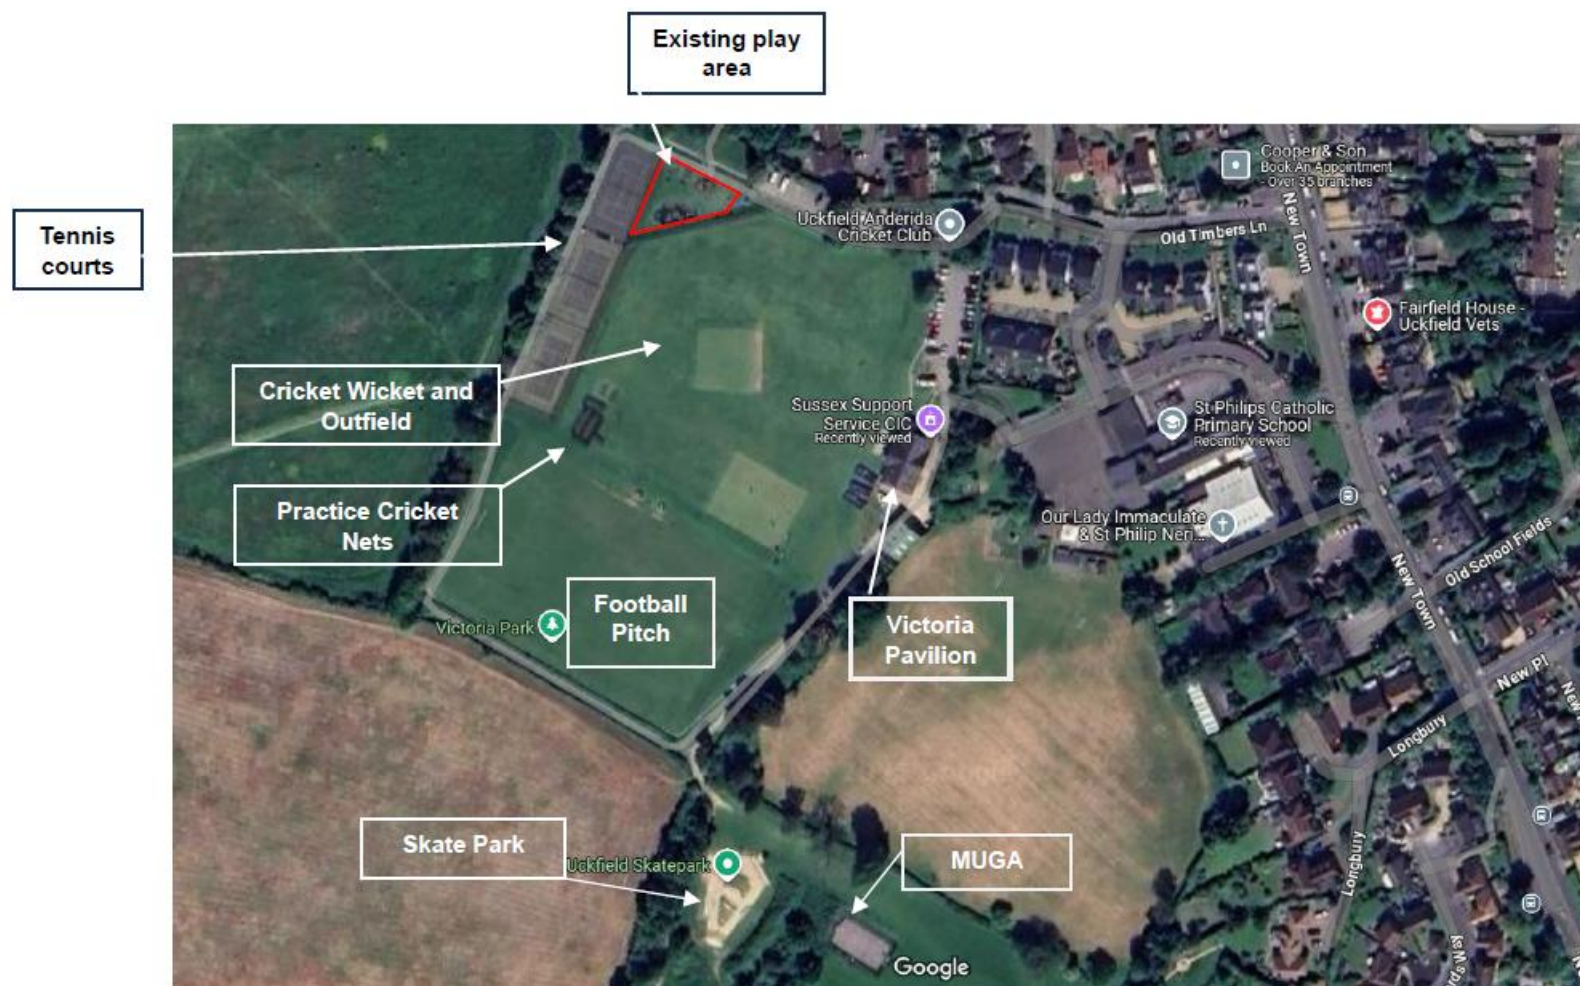 Existing play
area
Cooper & Son
Book An Appointment
- Over 35 branches
Tennis
courts
Uckfield Anderida
Cricket Club
Old Timbers Ln
New Town
Fairfield House -
Uckfield Vets
Cricket Wicket and
Outfield
Sussex Support
Service CIC
Recently viewed
St Philips Catholic
Primary School
Recently viewed
Practice Cricket
Nets
Our Lady Immaculate
& St Philip Neri...
Old School Fields
New Town
Football
Pitch
Victoria Park
Victoria
Pavilion
New Pl
Longbury
Skate Park
Uckfield Skatepark
MUGA
Longbury
Google